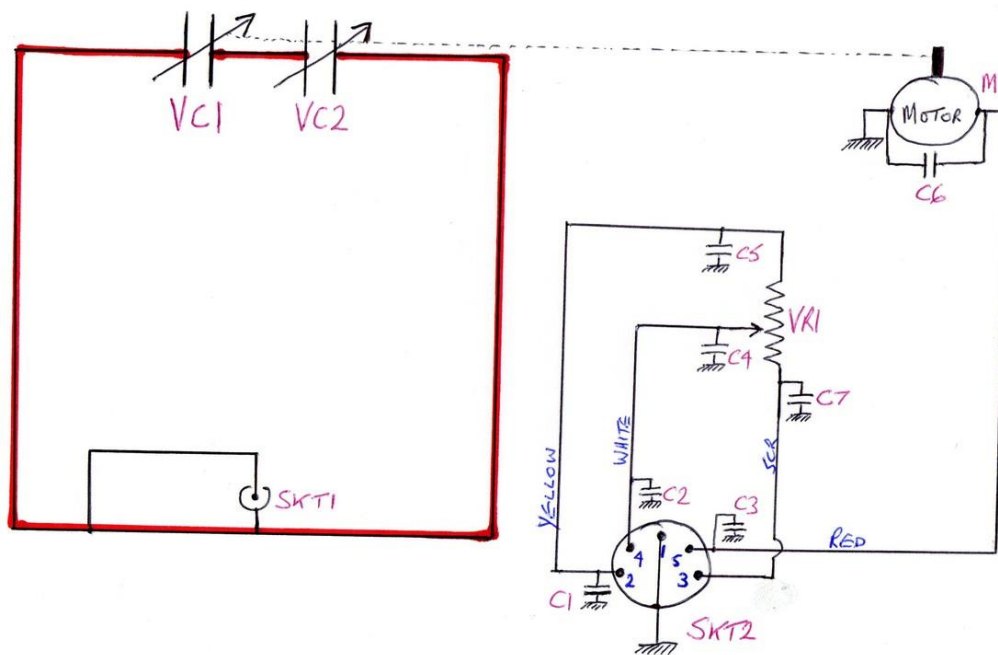 VC1
VC2
M
MOTOR
C6
C5
VR1
C4
C7
YELLOW
WHITE
SCR
SKT1
C2
C3
RED
4
1
5
2
3
C1
SKT2